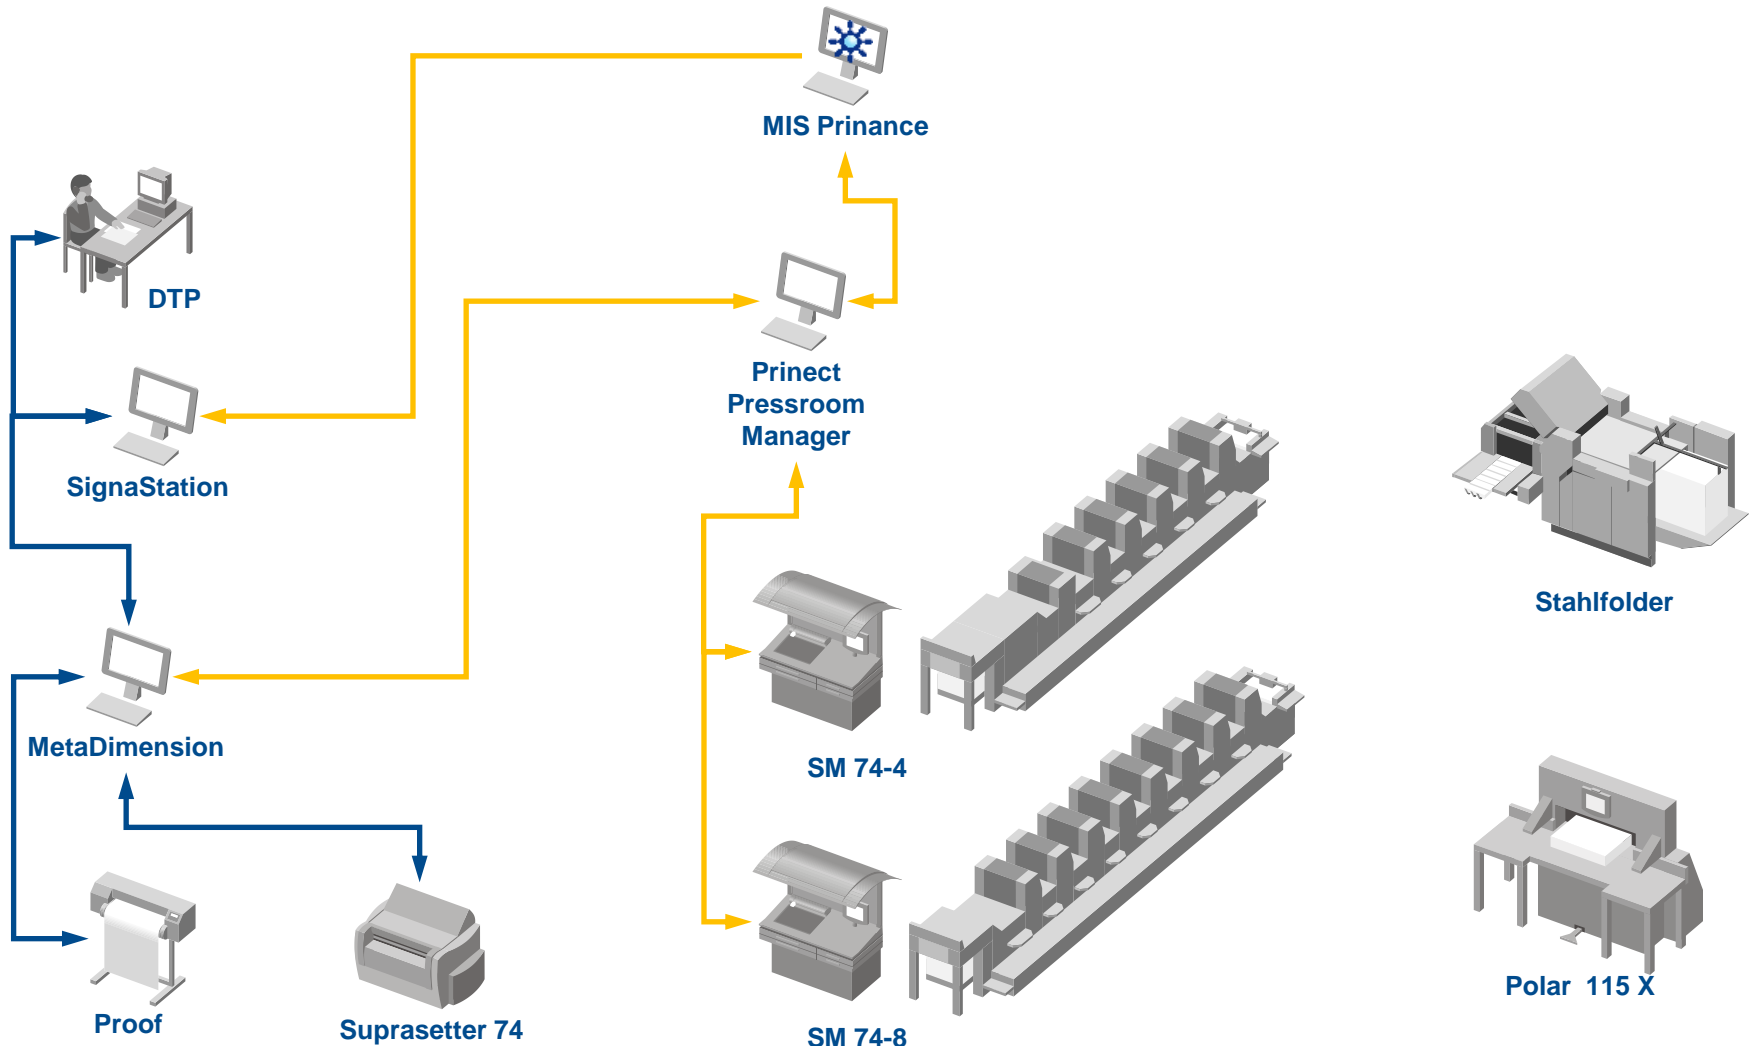 MIS Prinance
DTP
Prinect
Pressroom
Manager
SignaStation
Stahlfolder
MetaDimension
SM 74-4
Polar 115 X
Proof
Suprasetter 74
SM 74-8